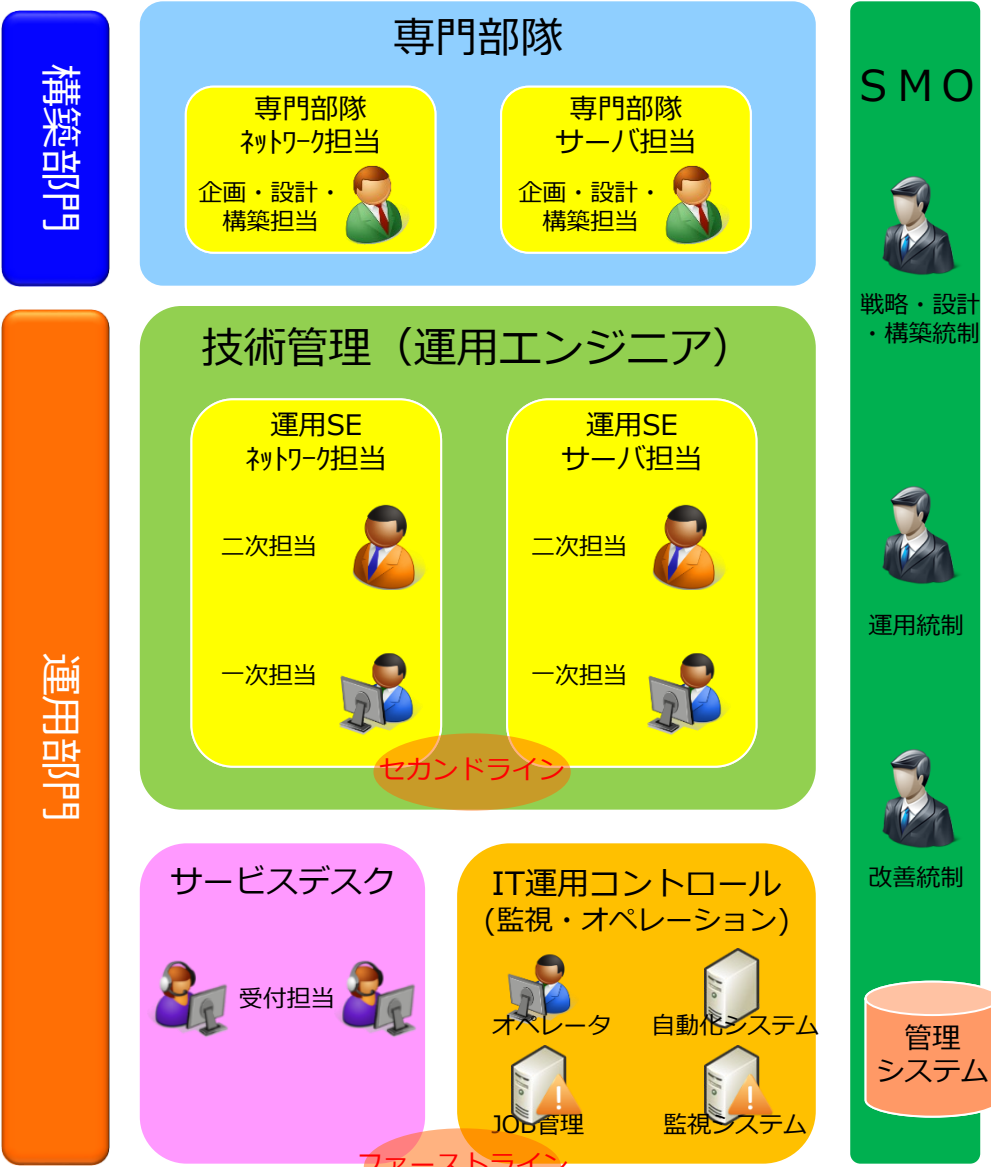 構築部門
専門部隊
専門部隊
ネットワーク担当
企画・設計・
構築担当
専門部隊
サーバ担当
企画・設計・
構築担当
運用部門
技術管理（運用エンジニア）
運用SE
ネットワーク担当
二次担当
一次担当
運用SE
サーバ担当
二次担当
一次担当
セカンドライン
サービスデスク
受付担当
IT運用コントロール
(監視・オペレーション)
オペレータ
自動化システム
JOB管理
監視システム
ファーストライン
ＳＭＯ
戦略・設計
・構築統制
運用統制
改善統制
管理
システム